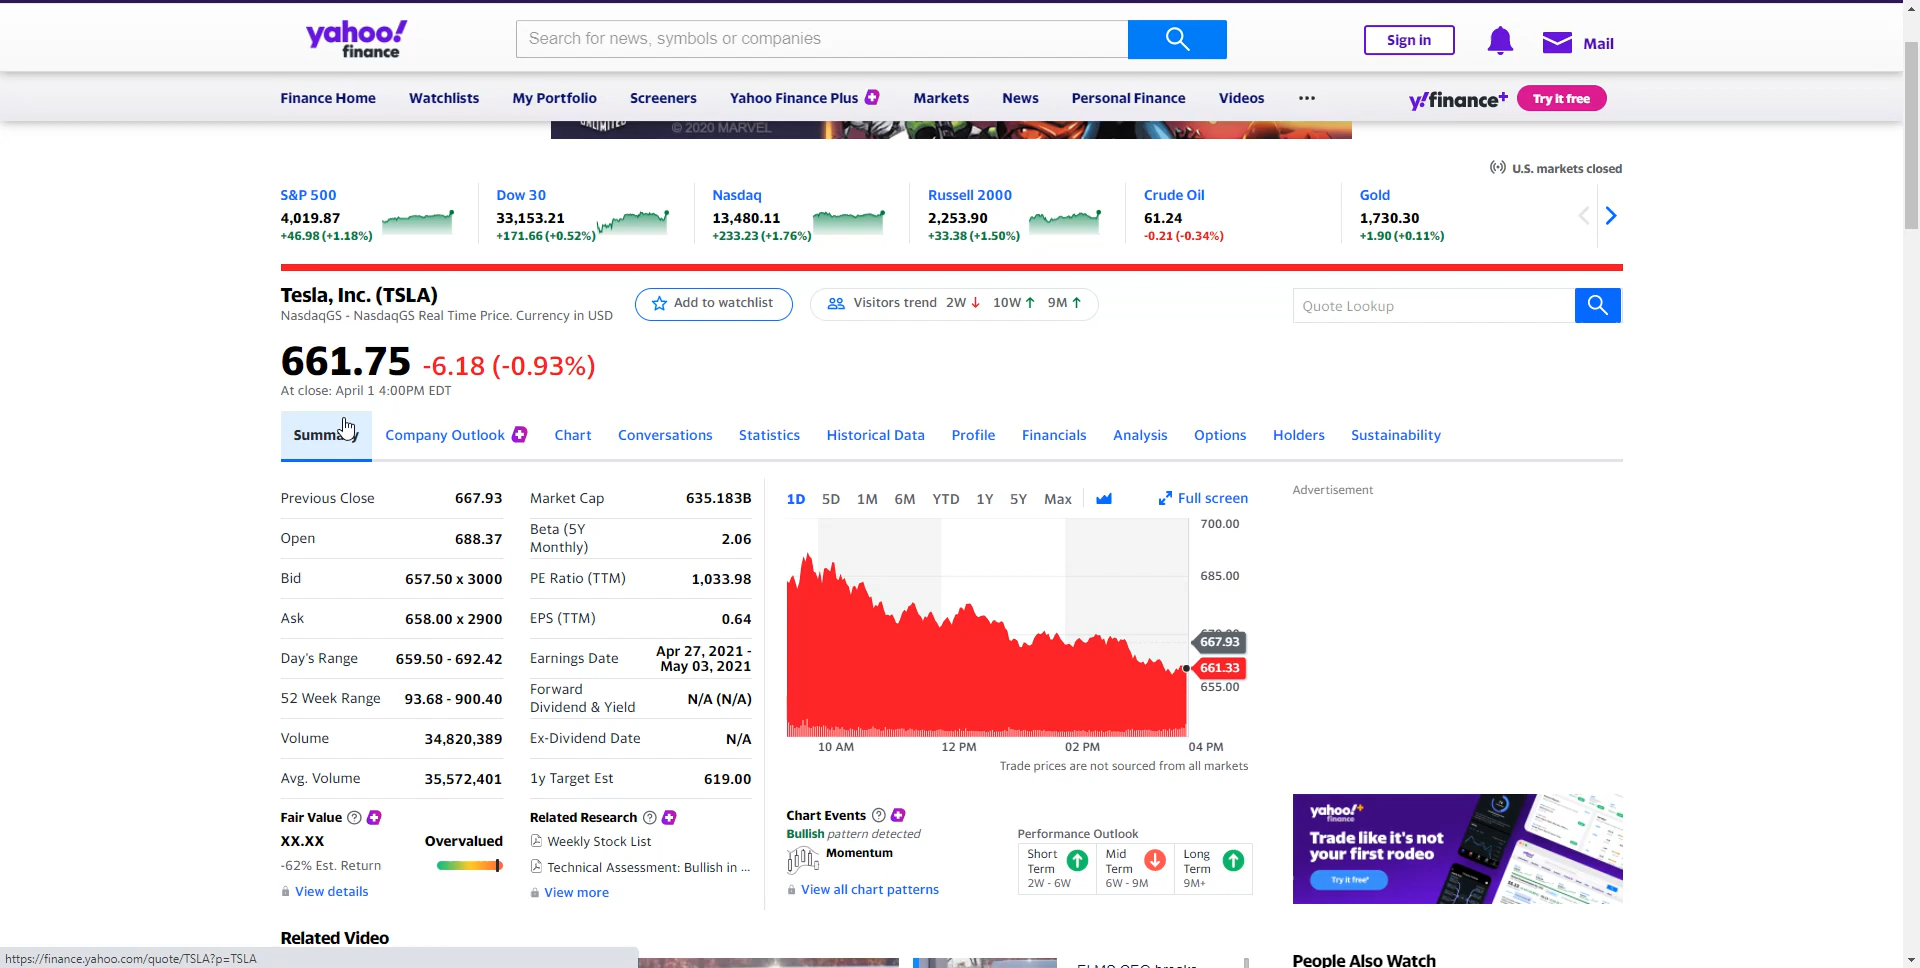 yahoo!
finance
Search for news, symbols or companies
Sign in
Mail
Finance Home
Watchlists
My Portfolio
Screeners
Yahoo Finance Plus
Markets
News
Personal Finance
Videos
...
y!finance+
Try it free
UNLIMITED
© 2020 MARVEL
U.S. markets closed
S&P 500
4,019.87
+46.98 (+1.18%)
Dow 30
33,153.21
+171.66 (+0.52%)
Nasdaq
13,480.11
+233.23 (+1.76%)
Russell 2000
2,253.90
+33.38 (+1.50%)
Crude Oil
61.24
-0.21 (-0.34%)
Gold
1,730.30
+1.90 (+0.11%)
Tesla, Inc. (TSLA)
NasdaqGS - NasdaqGS Real Time Price. Currency in USD
Add to watchlist
Visitors trend 2W ↓ 10W ↑ 9M ↑
Quote Lookup
661.75 -6.18 (-0.93%)
At close: April 1 4:00PM EDT
Summary
Company Outlook
Chart
Conversations
Statistics
Historical Data
Profile
Financials
Analysis
Options
Holders
Sustainability
Previous Close 667.93
Open 688.37
Bid 657.50 x 3000
Ask 658.00 x 2900
Day's Range 659.50 - 692.42
52 Week Range 93.68 - 900.40
Volume 34,820,389
Avg. Volume 35,572,401
Market Cap 635.183B
Beta (5Y
Monthly) 2.06
PE Ratio (TTM) 1,033.98
EPS (TTM) 0.64
Earnings Date Apr 27, 2021 -
May 03, 2021
Forward
Dividend & Yield N/A (N/A)
Ex-Dividend Date N/A
1y Target Est 619.00
1D 5D 1M 6M YTD 1Y 5Y Max
Full screen
700.00
685.00
667.93
661.33
655.00
10 AM 12 PM 02 PM 04 PM
Trade prices are not sourced from all markets
Advertisement
Fair Value
XX.XX Overvalued
-62% Est. Return
View details
Related Research
Weekly Stock List
Technical Assessment: Bullish in ...
View more
Chart Events
Bullish pattern detected
Momentum
View all chart patterns
Performance Outlook
Short
Term
2W - 6W
Mid
Term
6W - 9M
Long
Term
9M+
yahoo!+
finance
Trade like it's not
your first rodeo
Try it free*
Related Video
People Also Watch
https://finance.yahoo.com/quote/TSLA?p=TSLA